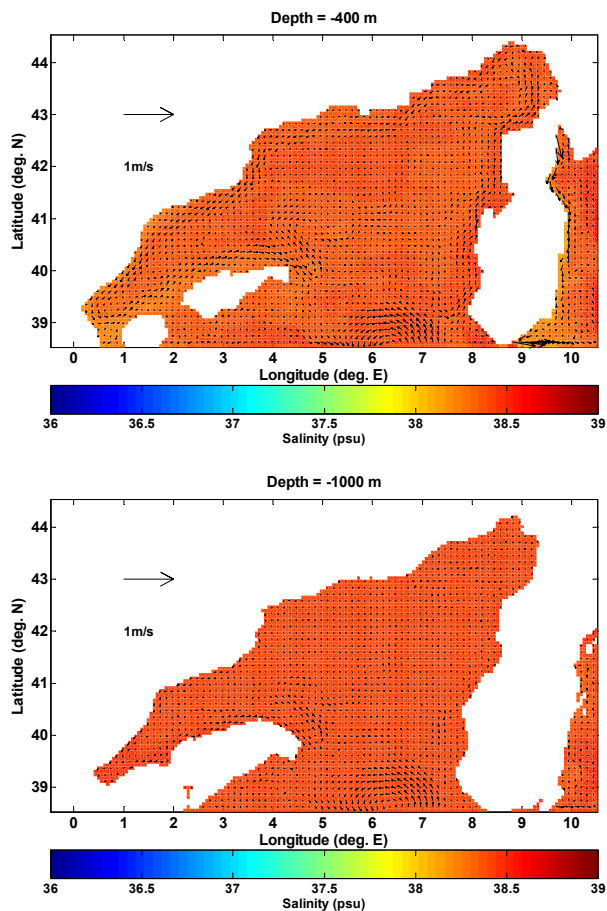 Depth = -400 m
44
43
42
41
40
39
Latitude (deg. N)
1m/s
0 1 2 3 4 5 6 7 8 9 10
Longitude (deg. E)
36 36.5 37 37.5 38 38.5 39
Salinity (psu)
Depth = -1000 m
44
43
42
41
40
39
Latitude (deg. N)
1m/s
0 1 2 3 4 5 6 7 8 9 10
Longitude (deg. E)
36 36.5 37 37.5 38 38.5 39
Salinity (psu)